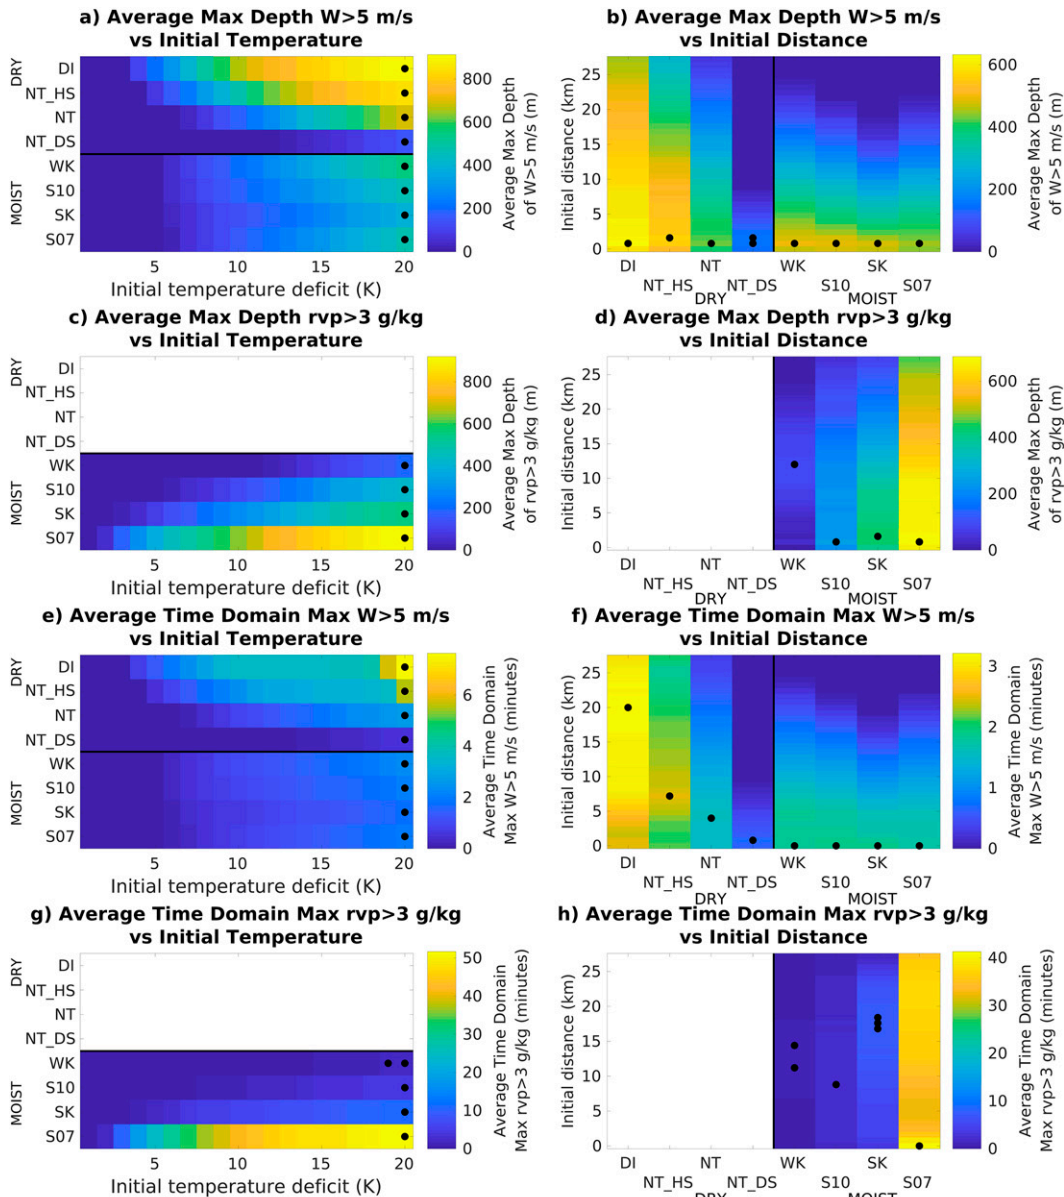 a) Average Max Depth W>5 m/s
vs Initial Temperature
DRY
DI
NT_HS
NT
NT_DS
MOIST
WK
S10
SK
S07
5
10
15
20
Initial temperature deficit (K)
800
600
400
200
0
Average Max Depth
of W>5 m/s (m)
b) Average Max Depth W>5 m/s
vs Initial Distance
Initial distance (km)
25
20
15
10
5
0
DI
NT
WK
SK
NT_HS
NT_DS
S10
S07
DRY
MOIST
600
400
200
0
Average Max Depth
of W>5 m/s (m)
c) Average Max Depth rvp>3 g/kg
vs Initial Temperature
DRY
DI
NT_HS
NT
NT_DS
MOIST
WK
S10
SK
S07
5
10
15
20
Initial temperature deficit (K)
800
600
400
200
0
Average Max Depth
of rvp>3 g/kg (m)
d) Average Max Depth rvp>3 g/kg
vs Initial Distance
Initial distance (km)
25
20
15
10
5
0
DI
NT
WK
SK
NT_HS
NT_DS
S10
S07
DRY
MOIST
600
400
200
0
Average Max Depth
of rvp>3 g/kg (m)
e) Average Time Domain Max W>5 m/s
vs Initial Temperature
DRY
DI
NT_HS
NT
NT_DS
MOIST
WK
S10
SK
S07
5
10
15
20
Initial temperature deficit (K)
6
4
2
0
Average Time Domain
Max W>5 m/s (minutes)
f) Average Time Domain Max W>5 m/s
vs Initial Distance
Initial distance (km)
25
20
15
10
5
0
DI
NT
WK
SK
NT_HS
NT_DS
S10
S07
DRY
MOIST
3
2
1
0
Average Time Domain
Max W>5 m/s (minutes)
g) Average Time Domain Max rvp>3 g/kg
vs Initial Temperature
DRY
DI
NT_HS
NT
NT_DS
MOIST
WK
S10
SK
S07
5
10
15
20
Initial temperature deficit (K)
50
40
30
20
10
0
Average Time Domain
Max rvp>3 g/kg (minutes)
h) Average Time Domain Max rvp>3 g/kg
vs Initial Distance
Initial distance (km)
25
20
15
10
5
0
DI
NT
WK
SK
NT_HS
NT_DS
S10
S07
DRY
MOIST
40
30
20
10
0
Average Time Domain
Max rvp>3 g/kg (minutes)